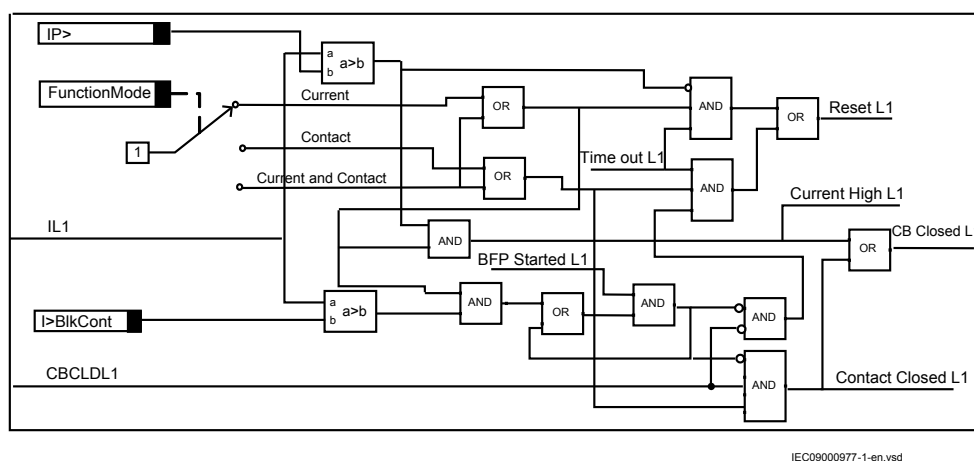 IP>
a
b
a>b
FunctionMode
Current
OR
AND
OR
Reset L1
1
Contact
Time out L1
Current and Contact
OR
AND
Current High L1
IL1
AND
OR
CB Closed L
BFP Started L1
I>BlkCont
a
b
a>b
AND
OR
AND
AND
CBCLDL1
AND
Contact Closed L1
IEC09000977-1-en.vsd